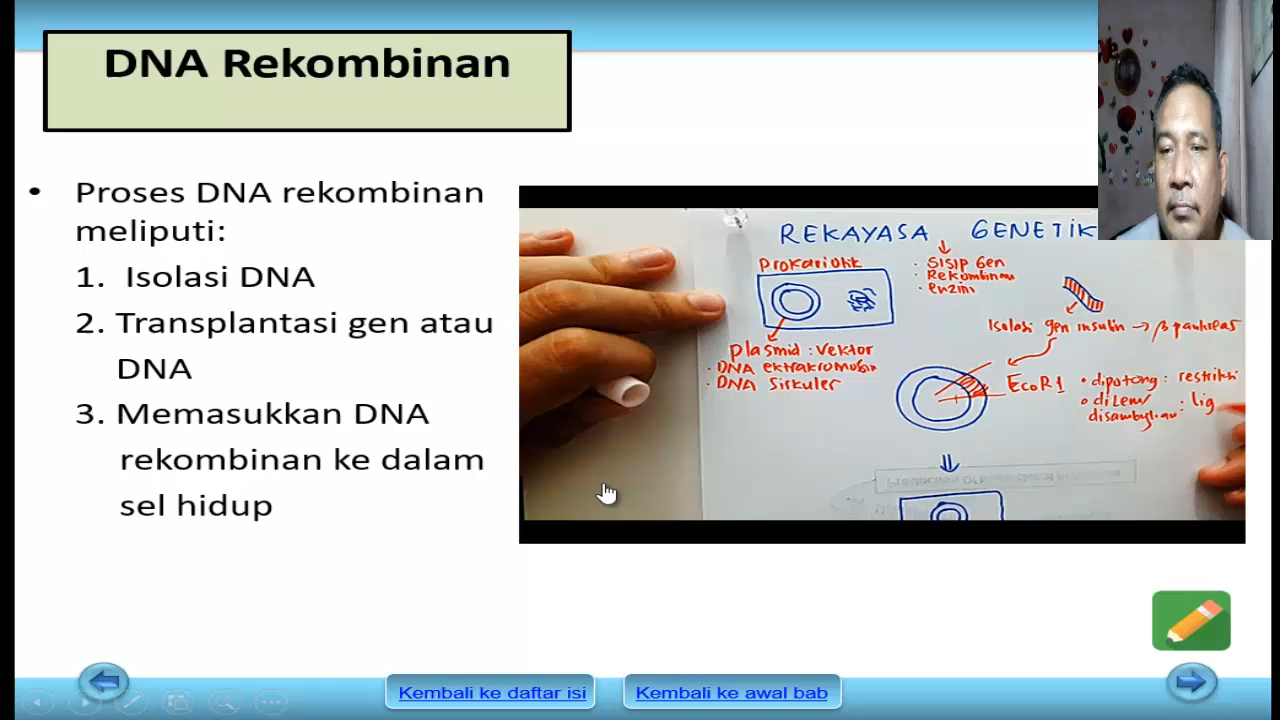 DNA Rekombinan
• Proses DNA rekombinan
meliputi:
1. Isolasi DNA
2. Transplantasi gen atau
DNA
3. Memasukkan DNA
rekombinan ke dalam
sel hidup
REKAYASA GENETIK
Prokariotik
• SISIP Gen
• Rekombinan
• enzim
Isolasi gen insulin → β pankreas
plasmid : vektor
• DNA ekstrakromosom
• DNA Sirkuler
EcoR1
• dipotong : restriksi
• dilem/ : lig
disambungkan
Kembali ke daftar isi
Kembali ke awal bab